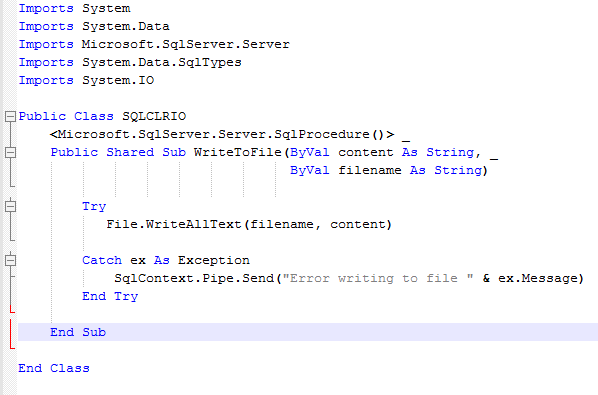 Imports System
Imports System.Data
Imports Microsoft.SqlServer.Server
Imports System.Data.SqlTypes
Imports System.IO
Public Class SQLCLRIO
<Microsoft.SqlServer.Server.SqlProcedure()> _
Public Shared Sub WriteToFile(ByVal content As String, _
ByVal filename As String)
Try
File.WriteAllText(filename, content)
Catch ex As Exception
SqlContext.Pipe.Send("Error writing to file " & ex.Message)
End Try
End Sub
End Class